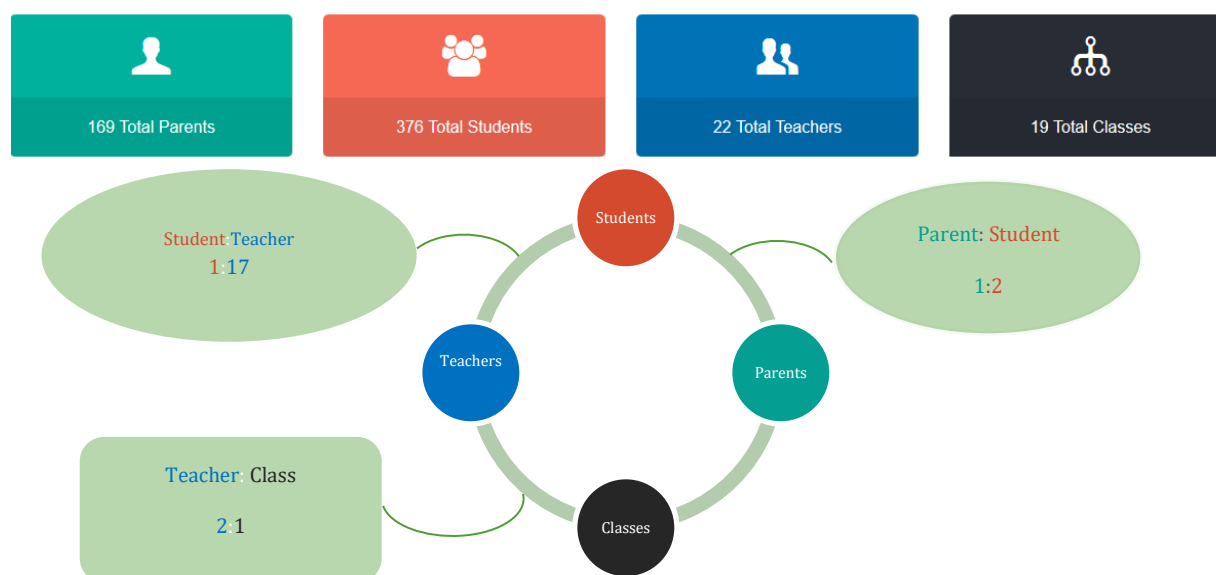 169 Total Parents
376 Total Students
22 Total Teachers
19 Total Classes
Students
Student:Teacher
1:17
Parent: Student
1:2
Teachers
Parents
Teacher: Class
2:1
Classes